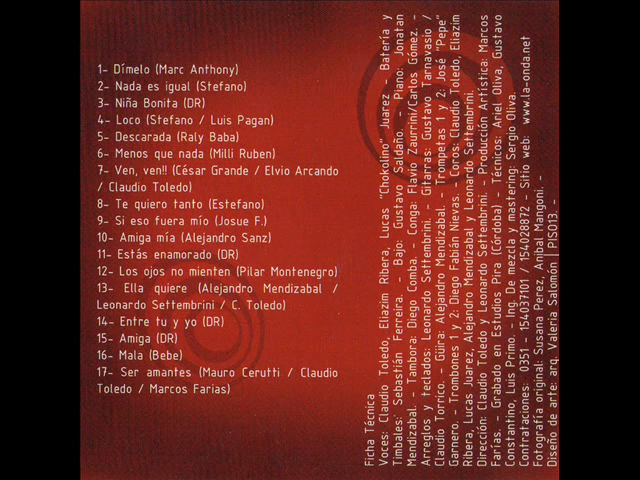 1- Dímelo (Marc Anthony)
2- Nada es igual (Stefano)
3- Niña Bonita (DR)
4- Loco (Stefano / Luis Pagan)
5- Descarada (Raly Baba)
6- Menos que nada (Milli Ruben)
7- Ven, ven!! (César Grande / Elvio Arcando
/ Claudio Toledo)
8- Te quiero tanto (Estefano)
9- Si eso fuera mío (Josue F.)
10- Amiga mía (Alejandro Sanz)
11- Estás enamorado (DR)
12- Los ojos no mienten (Pilar Montenegro)
13- Ella quiere (Alejandro Mendizabal /
Leonardo Settembrini / C. Toledo)
14- Entre tu y yo (DR)
15- Amiga (DR)
16- Mala (Bebe)
17- Ser amantes (Mauro Cerutti / Claudio
Toledo / Marcos Farias)
Ficha Técnica
Voces: Claudio Toledo, Eliazim Ribera, Lucas "Chokolino" Juarez - Batería y
Timbales: Sebastián Ferreira. - Bajo: Gustavo Saldaño. - Piano: Jonatan
Mendizabal. - Tambora: Diego Comba. - Conga: Flavio Zaurrini/Carlos Gómez. -
Arreglos y teclados: Leonardo Settembrini. - Gitarras: Gustavo Tarnavasio /
Claudio Torrico. - Güira: Alejandro Mendizabal. - Trompetas 1 y 2: José "Pepe"
Garnero. - Trombones 1 y 2: Diego Fabián Nievas. - Coros: Claudio Toledo, Eliazim
Ribera, Lucas Juarez, Alejandro Mendizabal y Leonardo Settembrini.
Dirección: Claudio Toledo y Leonardo Settembrini. - Producción Artística: Marcos
Farías. - Grabado en Estudios Pira (Córdoba) - Técnicos: Ariel Oliva, Gustavo
Constantino, Luis Primo. - Ing. De mezcla y mastering: Sergio Oliva.
Contrataciones: 0351 - 154037101 / 154028872 - Sitio web: www.la-onda.net
Fotografía original: Susana Perez, Anibal Mangoni. -
Diseño de arte: arq. Valeria Salomón | PIS013. -